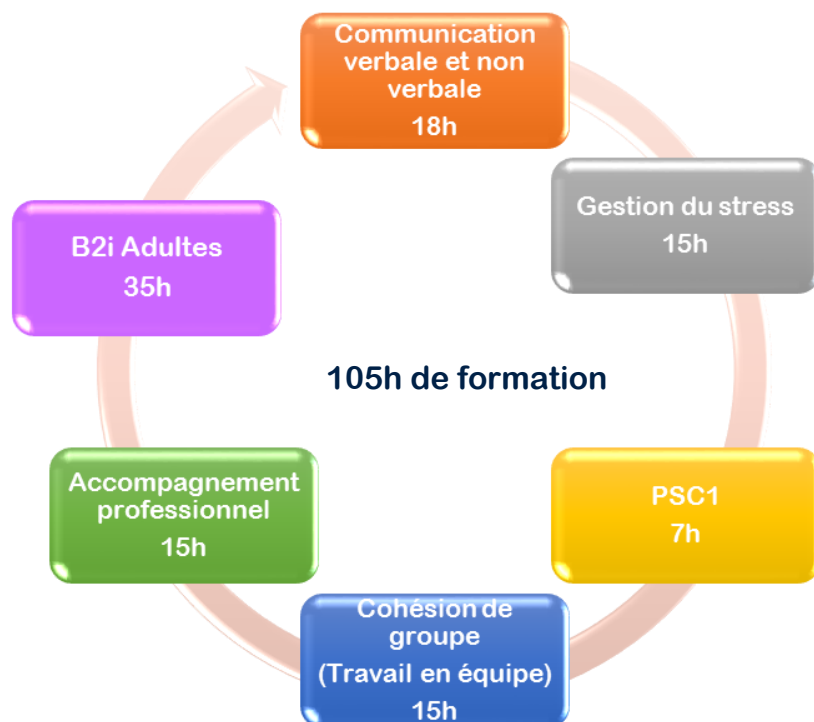 Communication
verbale et non
verbale
18h
Gestion du stress
15h
PSC1
7h
Cohésion de
groupe
(Travail en équipe)
15h
Accompagnement
professionnel
15h
B2i Adultes
35h
105h de formation